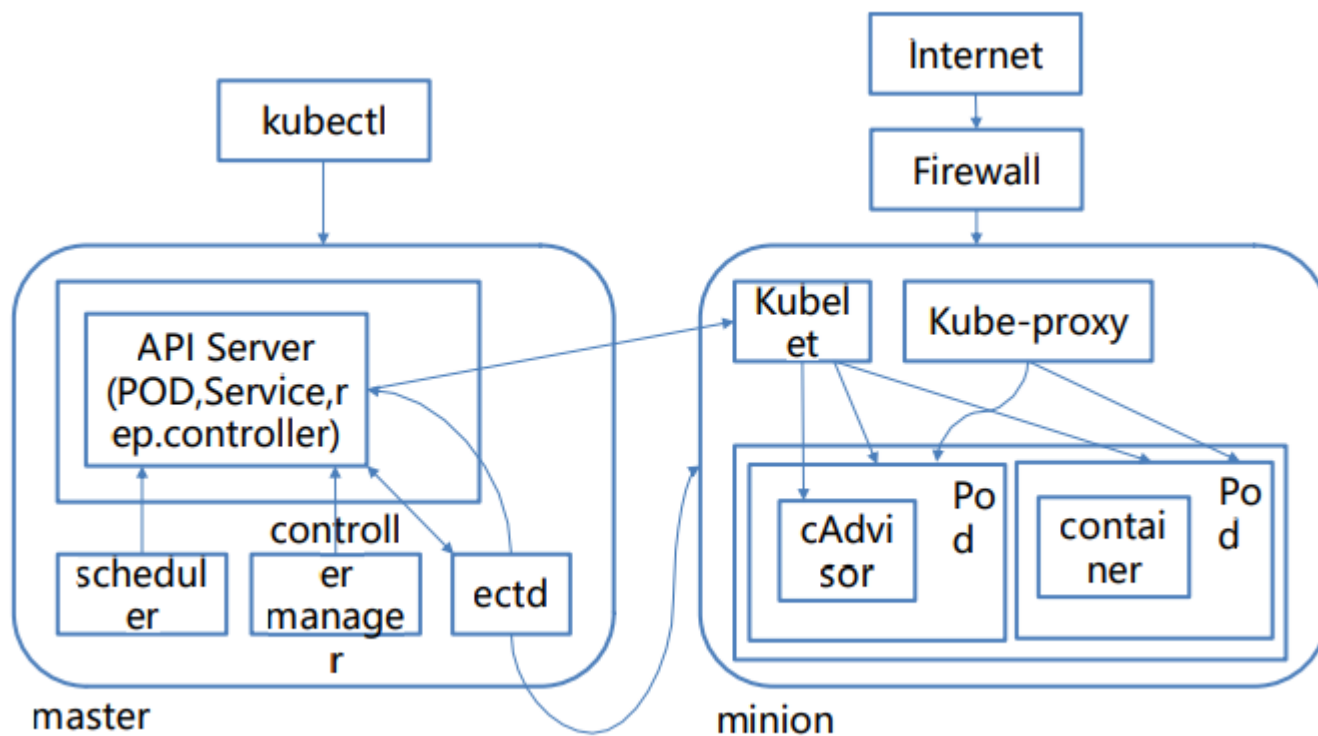 Internet
kubectl
Firewall
Kubel
et
Kube-proxy
API Server
(POD,Service,r
ep.controller)
Po
d
Po
d
cAdvi
sor
contai
ner
controll
er
manage
r
schedul
er
ectd
master
minion